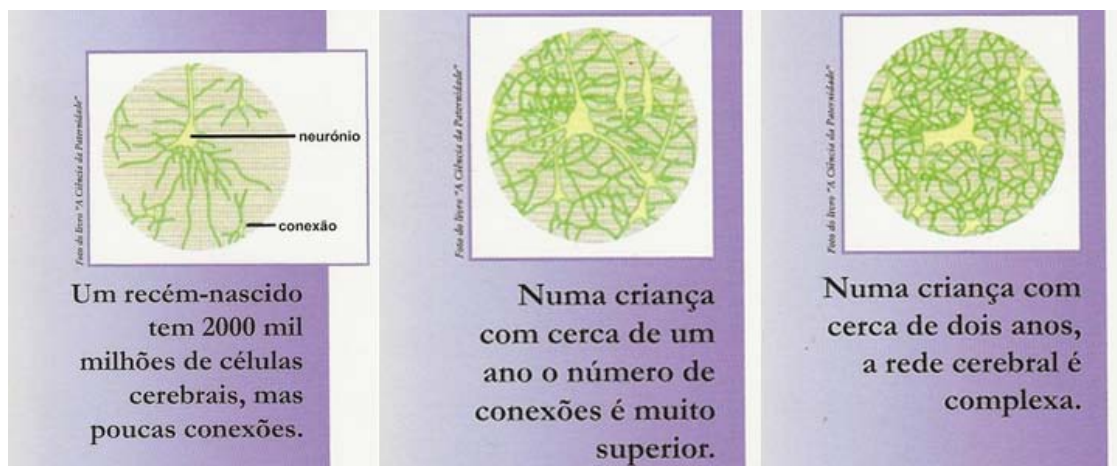 Foto do livro "A Ciência da Paternidade"
neurónio
conexão
Um recém-nascido
tem 2000 mil
milhões de células
cerebrais, mas
poucas conexões.
Foto do livro "A Ciência da Paternidade"
Numa criança
com cerca de um
ano o número de
conexões é muito
superior.
Foto do livro "A Ciência da Paternidade"
Numa criança com
cerca de dois anos,
a rede cerebral é
complexa.